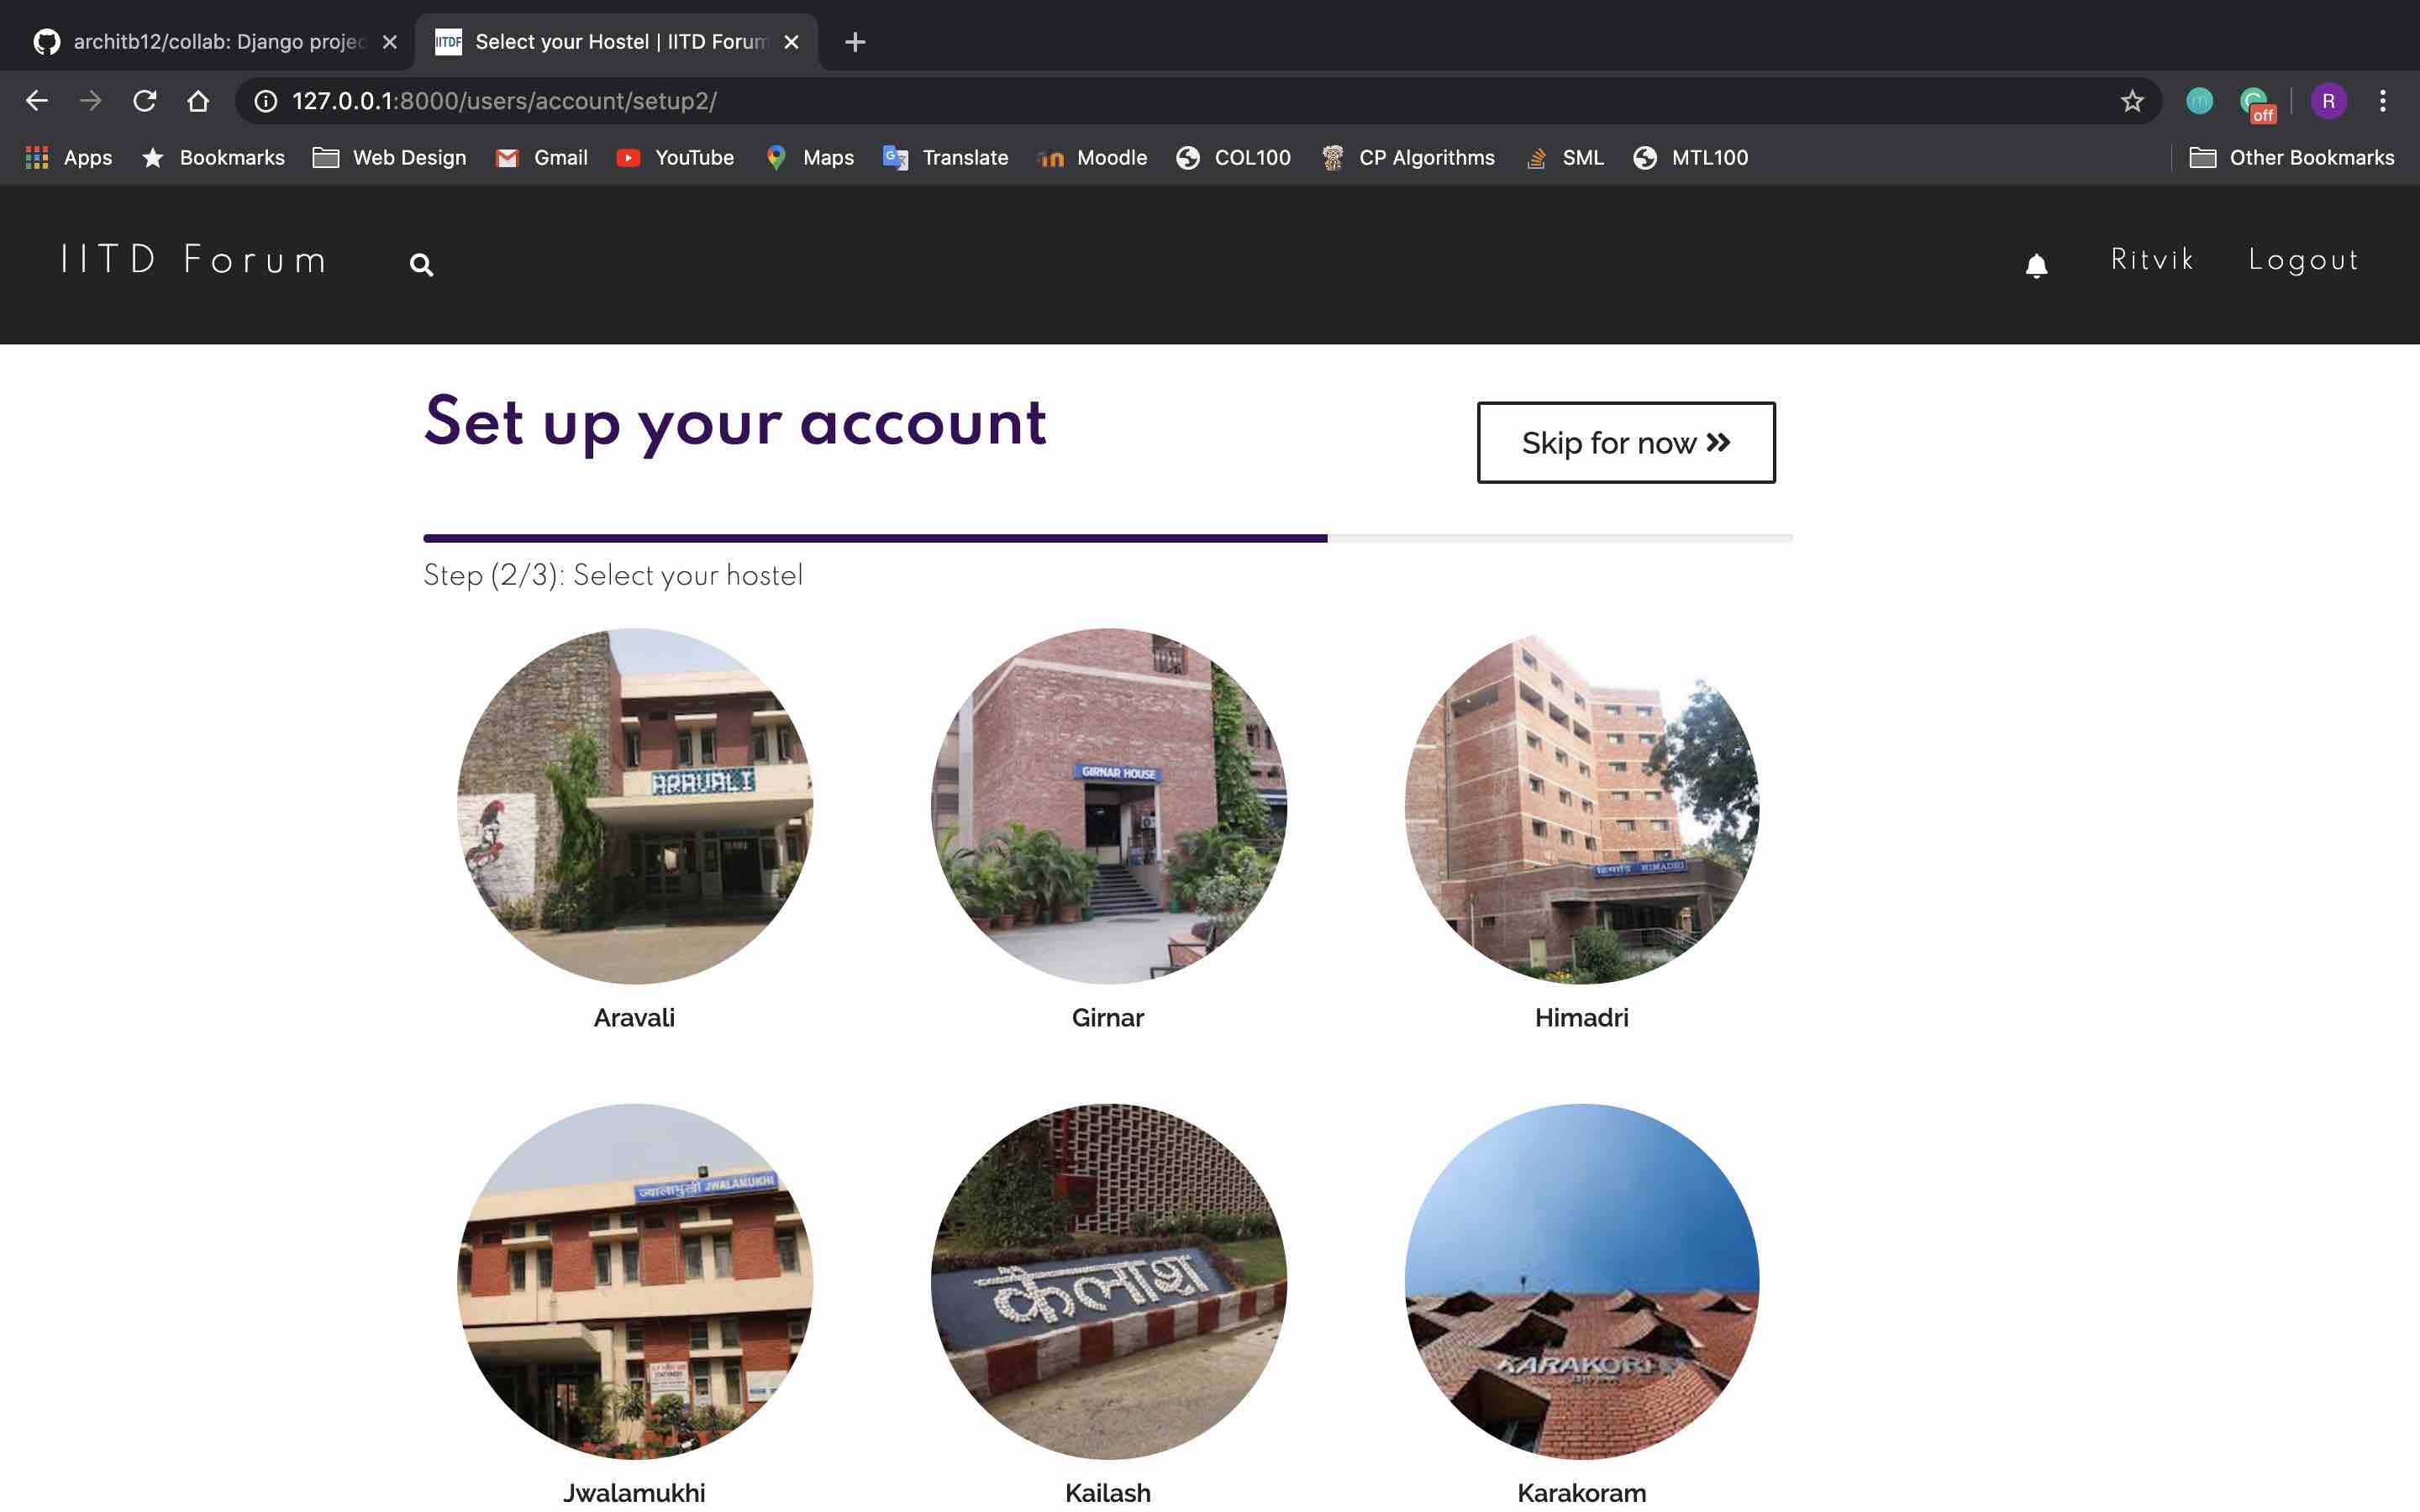 architb12/collab: Django projec
IITDF Select your Hostel | IITD Forum
127.0.0.1:8000/users/account/setup2/
off
R
Apps Bookmarks Web Design Gmail YouTube Maps Translate Moodle COL100 CP Algorithms SML MTL100 Other Bookmarks
IITD Forum
Ritvik Logout
Set up your account
Skip for now »
Step (2/3): Select your hostel
ARAVALI
GIRNAR HOUSE
हिमाद्रि HIMADRI
Aravali Girnar Himadri
ज्वालामुखी JWALAMUKHI
कैलाश
KARAKORAM
Jwalamukhi Kailash Karakoram